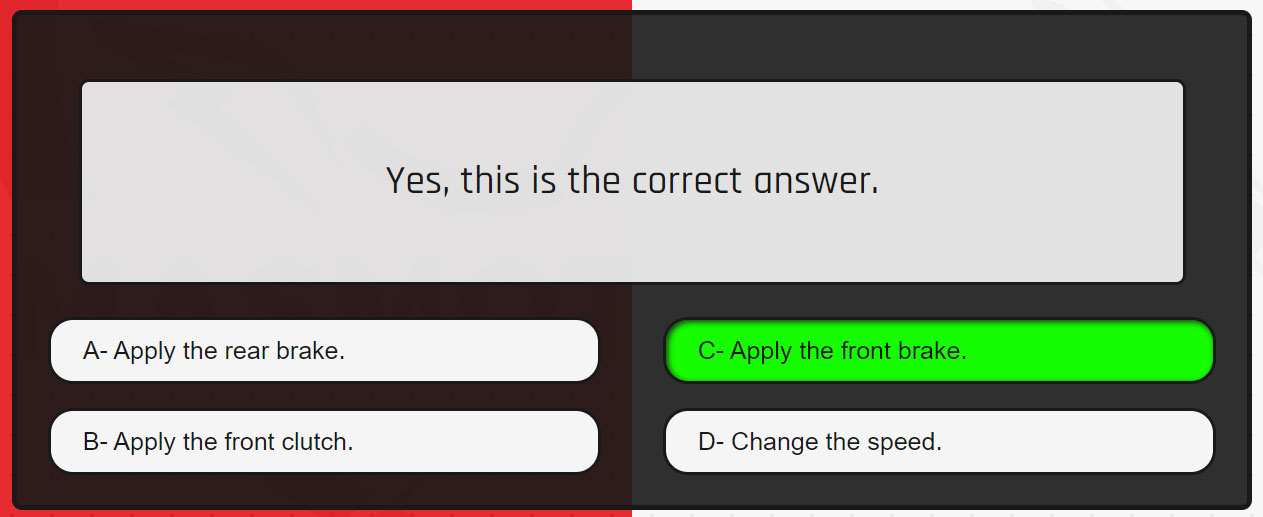 Yes, this is the correct answer.
A- Apply the rear brake.
C- Apply the front brake.
B- Apply the front clutch.
D- Change the speed.